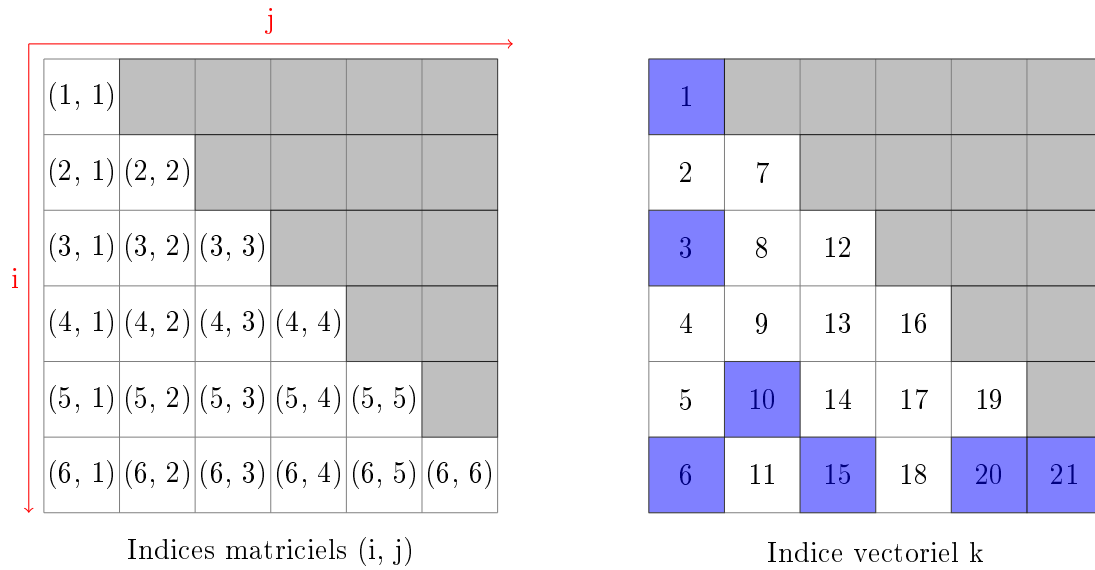 j
i
(1, 1)
(2, 1) (2, 2)
(3, 1) (3, 2) (3, 3)
(4, 1) (4, 2) (4, 3) (4, 4)
(5, 1) (5, 2) (5, 3) (5, 4) (5, 5)
(6, 1) (6, 2) (6, 3) (6, 4) (6, 5) (6, 6)
Indices matriciels (i, j)
1
2 7
3 8 12
4 9 13 16
5 10 14 17 19
6 11 15 18 20 21
Indice vectoriel k